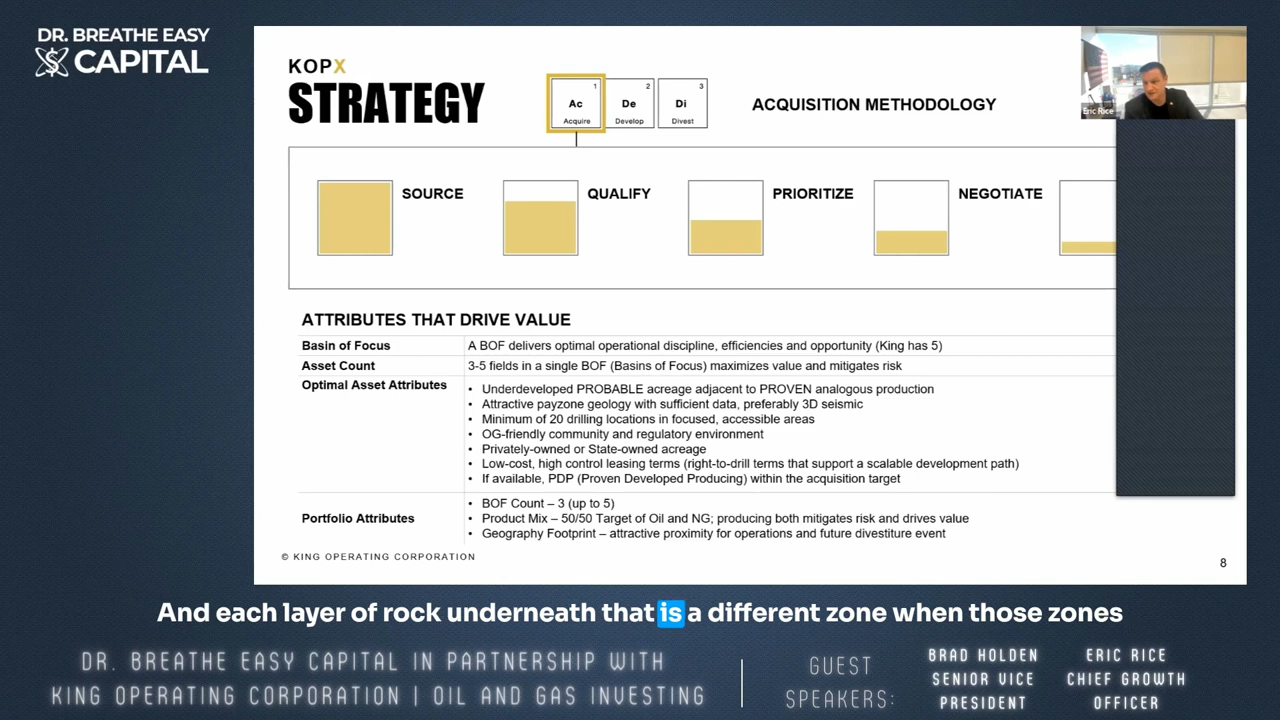 DR. BREATHE EASY
CAPITAL
KOPX
STRATEGY
1
Ac
Acquire
2
De
Develop
3
Di
Divest
ACQUISITION METHODOLOGY
Eric Rice
SOURCE
QUALIFY
PRIORITIZE
NEGOTIATE
ATTRIBUTES THAT DRIVE VALUE
Basin of Focus
A BOF delivers optimal operational discipline, efficiencies and opportunity (King has 5)
Asset Count
3-5 fields in a single BOF (Basins of Focus) maximizes value and mitigates risk
Optimal Asset Attributes
• Underdeveloped PROBABLE acreage adjacent to PROVEN analogous production
• Attractive payzone geology with sufficient data, preferably 3D seismic
• Minimum of 20 drilling locations in focused, accessible areas
• OG-friendly community and regulatory environment
• Privately-owned or State-owned acreage
• Low-cost, high control leasing terms (right-to-drill terms that support a scalable development path)
• If available, PDP (Proven Developed Producing) within the acquisition target
Portfolio Attributes
• BOF Count – 3 (up to 5)
• Product Mix – 50/50 Target of Oil and NG; producing both mitigates risk and drives value
• Geography Footprint – attractive proximity for operations and future divestiture event
© KING OPERATING CORPORATION
8
And each layer of rock underneath that is a different zone when those zones
DR. BREATHE EASY CAPITAL IN PARTNERSHIP WITH
KING OPERATING CORPORATION | OIL AND GAS INVESTING
GUEST
SPEAKERS:
BRAD HOLDEN
SENIOR VICE
PRESIDENT
ERIC RICE
CHIEF GROWTH
OFFICER